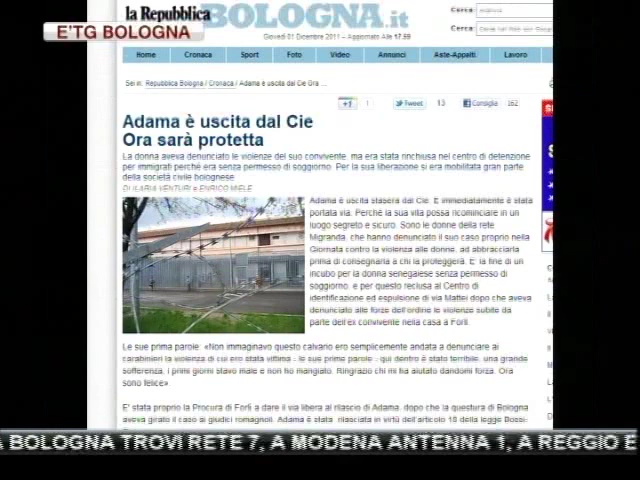 la Repubblica
BOLOGNA.it
E'TG BOLOGNA
Cerca:
Cerca:
Giovedì 01 Dicembre 2011 – Aggiornato Alle 17.59
Home Cronaca Sport Foto Video Annunci Aste-Appalti Lavoro
Sei in: Repubblica Bologna / Cronaca / Adama è uscita dal Cie Ora ...
+1 1 Tweet 13 Consiglia 162
Adama è uscita dal Cie
Ora sarà protetta
La donna aveva denunciato le violenze del suo convivente, ma era stata rinchiusa nel centro di detenzione
per immigrati perché era senza permesso di soggiorno. Per la sua liberazione si era mobilitata gran parte
della società civile bolognese
DI ILARIA VENTURI e ENRICO MIELE
Adama è uscita stasera dal Cie. E immediatamente è stata
portata via. Perché la sua vita possa ricominciare in un
luogo segreto e sicuro. Sono le donne della rete
Migranda, che hanno denunciato il suo caso proprio nella
Giornata contro la violenza alle donne, ad abbracciarla
prima di consegnarla a chi la proteggerà. E' la fine di un
incubo per la donna senegalese senza permesso di
soggiorno, e per questo reclusa al Centro di
identificazione ed espulsione di via Mattei dopo che aveva
denunciato alle forze dell'ordine le violenze subite da
parte dell'ex convivente nella casa a Forlì.
Le sue prime parole: «Non immaginavo questo calvario ero semplicemente andata a denunciare ai
carabinieri la violenza di cui ero stata vittima - le sue prime parole - qui dentro è stato terribile, una grande
sofferenza, i primi giorni stavo male e non ho mangiato. Ringrazio chi mi ha aiutato dandomi forza. Ora
sono felice».
E' stata proprio la Procura di Forlì a dare il via libera al rilascio di Adama, dopo che la questura di Bologna
aveva girato il caso ai giudici romagnoli. Adama è stata rilasciata in virtù dell'articolo 18 della legge Bossi-
A BOLOGNA TROVI RETE 7, A MODENA ANTENNA 1, A REGGIO E